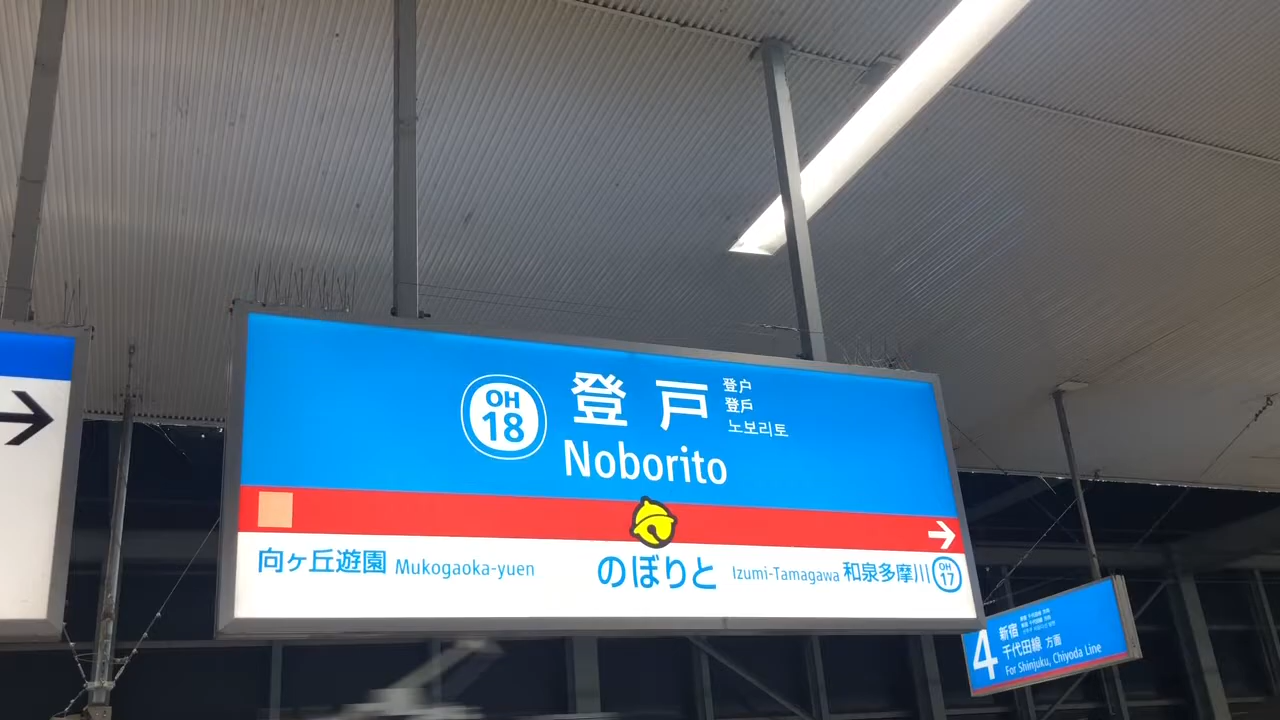 OH
18
登戸
登户
登戶
노보리토
Noborito
向ヶ丘遊園 Mukogaoka-yuen
のぼりと
Izumi-Tamagawa 和泉多摩川
OH
17
4
新宿
千代田線 方面
For Shinjuku, Chiyoda Line